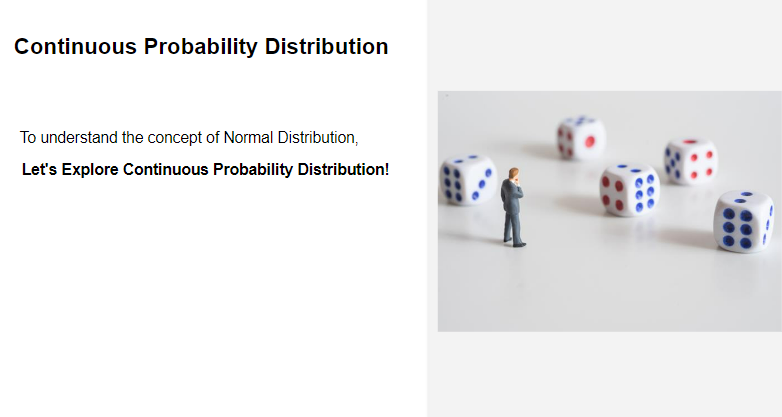 Continuous Probability Distribution
To understand the concept of Normal Distribution,
Let's Explore Continuous Probability Distribution!